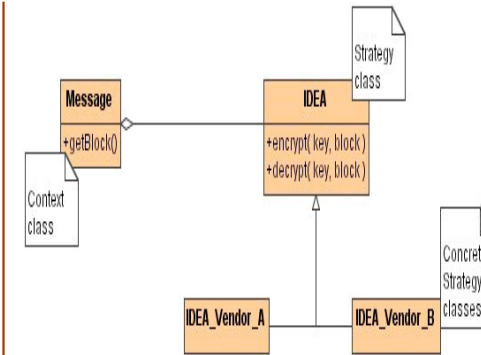 Strategy
class
Message
IDEA
+getBlock()
+encrypt( key, block )
+decrypt( key, block )
Context
class
Concret
Strategy
classes
IDEA_Vendor_A
IDEA_Vendor_B